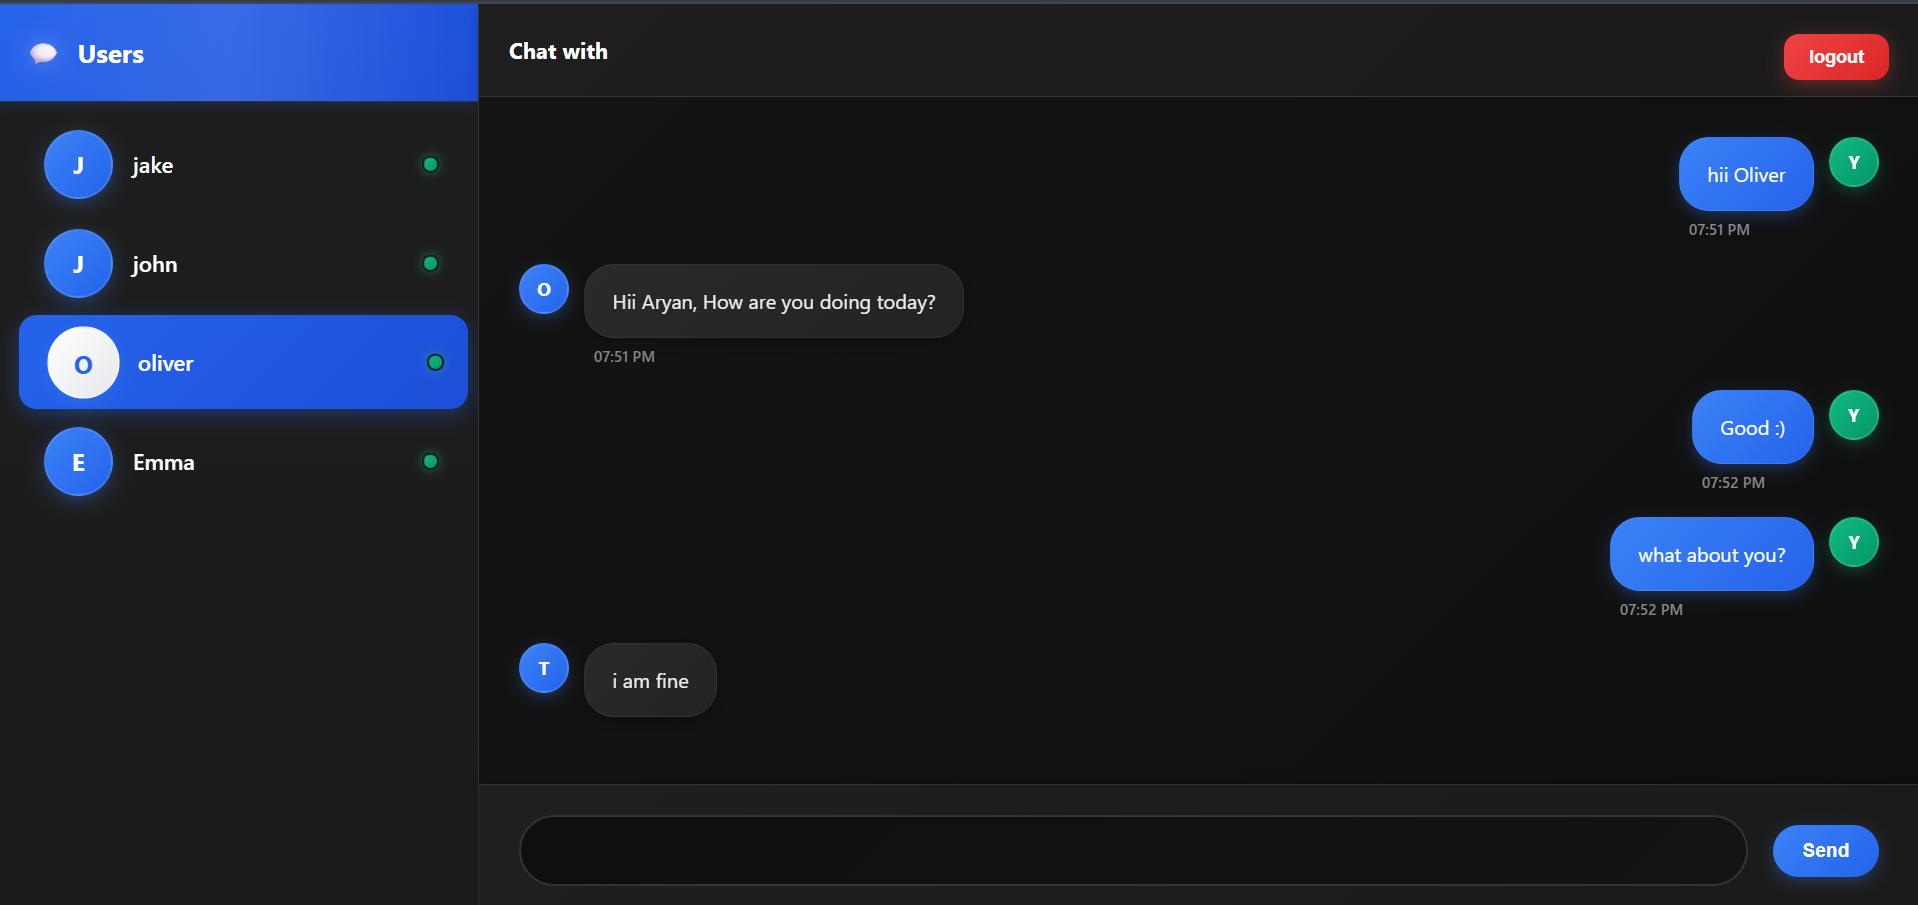 Users
J
jake
J
john
O
oliver
E
Emma
Chat with
logout
hii Oliver
Y
07:51 PM
O
Hii Aryan, How are you doing today?
07:51 PM
Good :)
Y
07:52 PM
what about you?
Y
07:52 PM
T
i am fine
Send